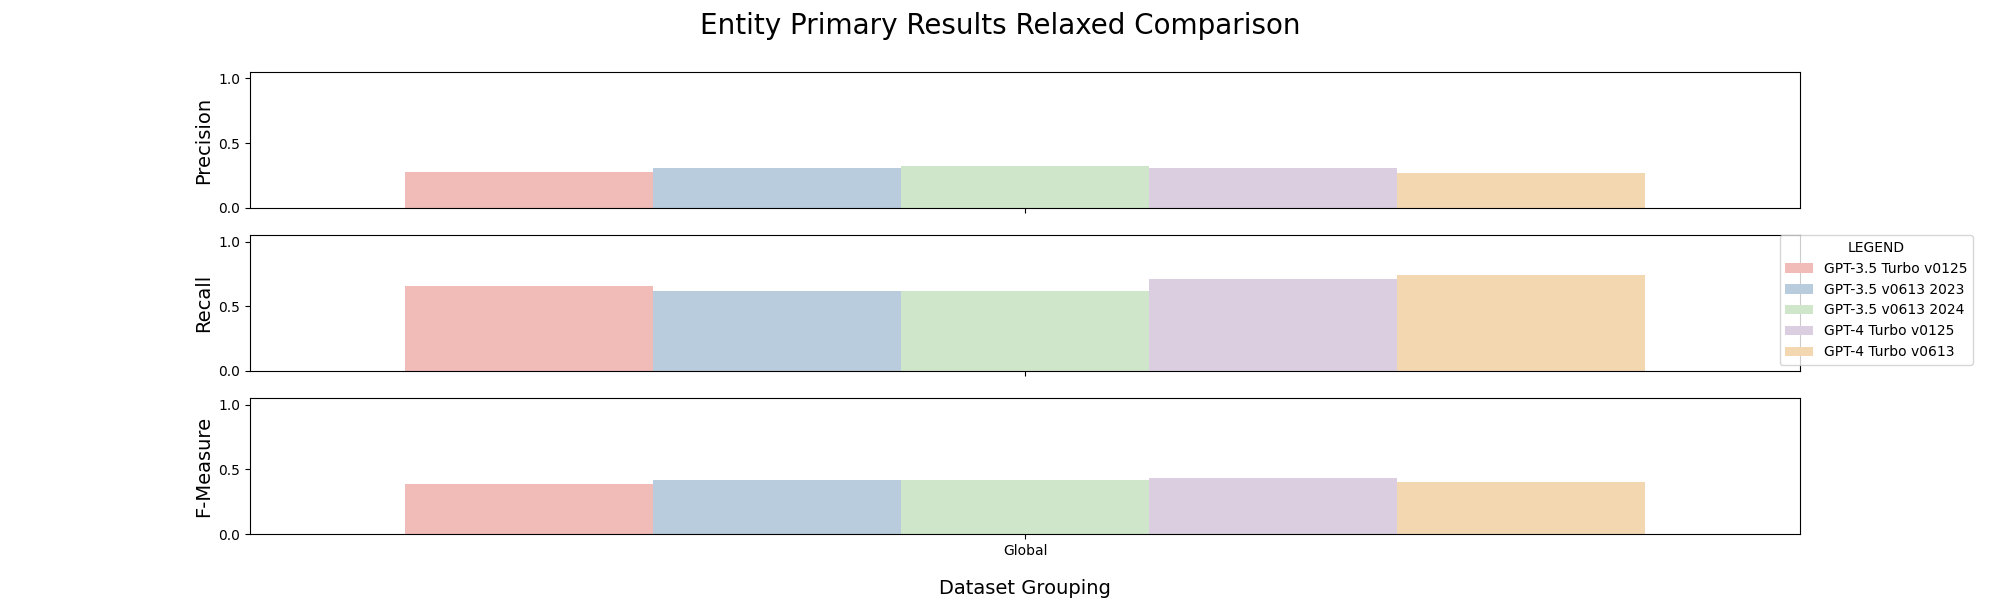 Entity Primary Results Relaxed Comparison
1.0
0.5
0.0
Precision
1.0
0.5
0.0
Recall
LEGEND
GPT-3.5 Turbo v0125
GPT-3.5 v0613 2023
GPT-3.5 v0613 2024
GPT-4 Turbo v0125
GPT-4 Turbo v0613
1.0
0.5
0.0
F-Measure
Global
Dataset Grouping